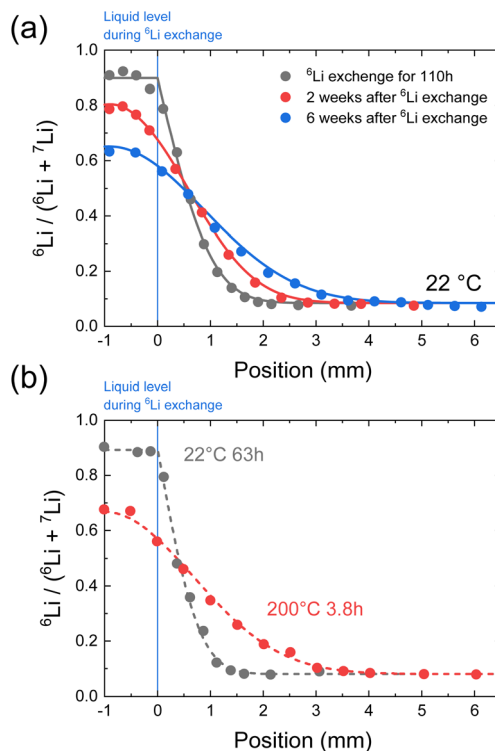 (a)
Liquid level
during ⁶Li exchange
⁶Li exchenge for 110h
2 weeks after ⁶Li exchange
6 weeks after ⁶Li exchange
22 °C
1.0
0.8
0.6
0.4
0.2
0.0
⁶Li / (⁶Li + ⁷Li)
-1 0 1 2 3 4 5 6
Position (mm)
(b)
Liquid level
during ⁶Li exchange
22°C 63h
200°C 3.8h
1.0
0.8
0.6
0.4
0.2
0.0
⁶Li / (⁶Li + ⁷Li)
-1 0 1 2 3 4 5 6
Position (mm)